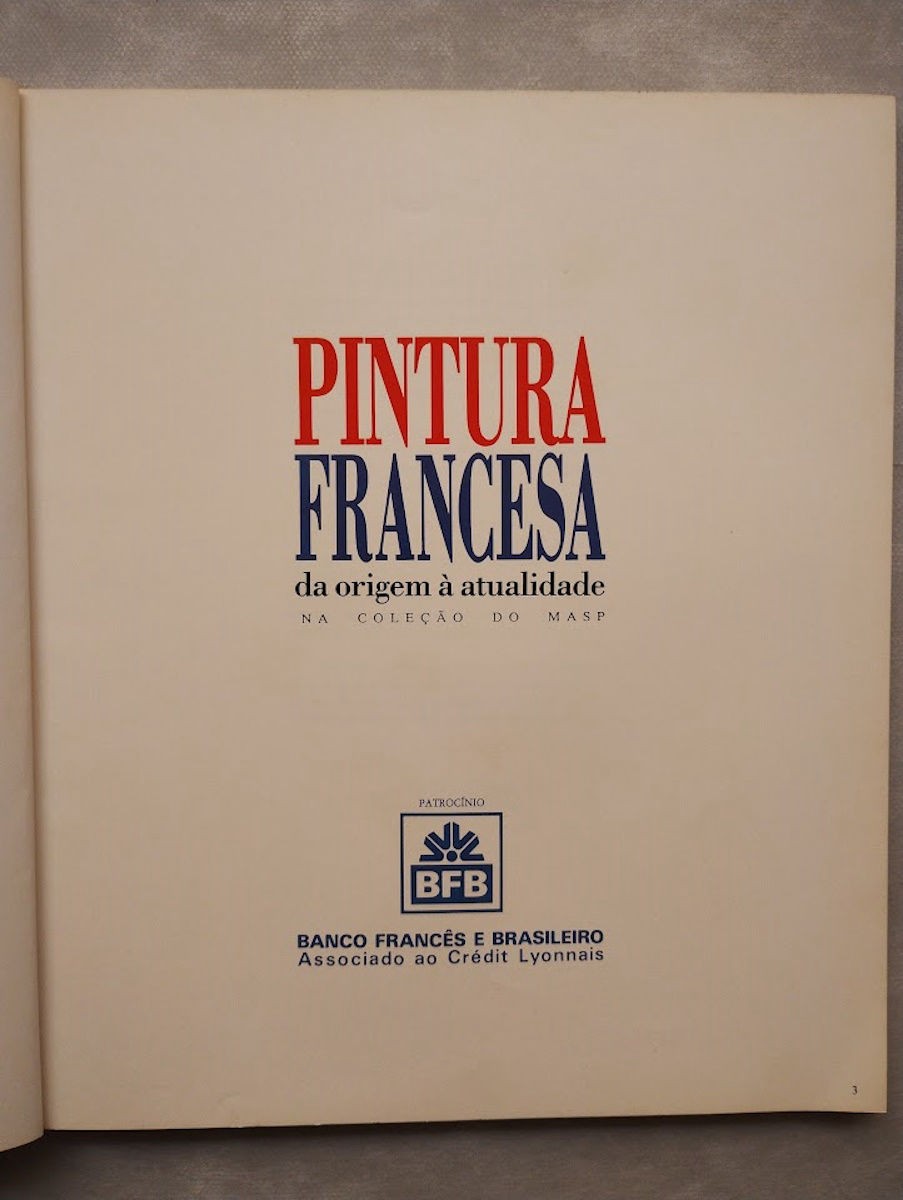 PINTURA
FRANCESA
da origem à atualidade
NA COLEÇÃO DO MASP
PATROCÍNIO
BFB
BANCO FRANCÊS E BRASILEIRO
Associado ao Crédit Lyonnais
3